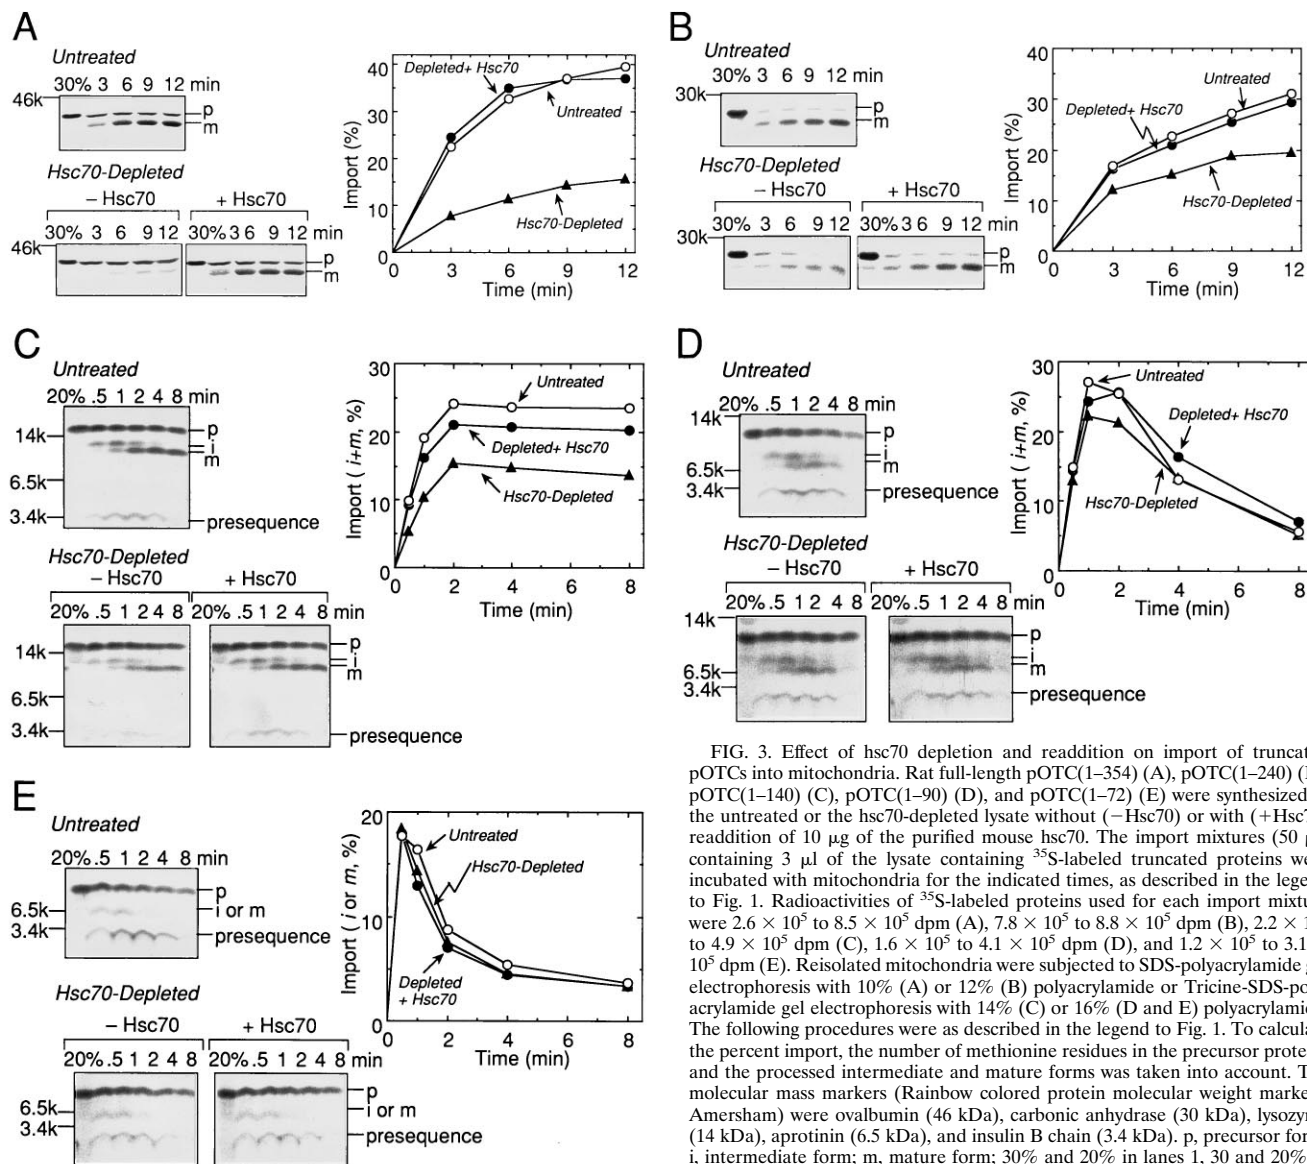 A
Untreated
30% 3 6 9 12 min
46k
p
m
Hsc70-Depleted
– Hsc70
+ Hsc70
30% 3 6 9 12
30% 3 6 9 12 min
46k
p
m
Import (%)
40
30
20
10
0
Depleted+ Hsc70
Untreated
Hsc70-Depleted
0 3 6 9 12
Time (min)
B
Untreated
30% 3 6 9 12 min
30k
p
m
Hsc70-Depleted
– Hsc70
+ Hsc70
30% 3 6 9 12
30% 3 6 9 12 min
30k
p
m
Import (%)
40
30
20
10
0
Untreated
Depleted+ Hsc70
Hsc70-Depleted
0 3 6 9 12
Time (min)
C
Untreated
20% .5 1 2 4 8 min
14k
6.5k
3.4k
p
i
m
presequence
Hsc70-Depleted
– Hsc70
+ Hsc70
20% .5 1 2 4 8
20% .5 1 2 4 8 min
14k
6.5k
3.4k
p
i
m
presequence
Import ( i+m, %)
30
20
10
0
Untreated
Depleted+ Hsc70
Hsc70-Depleted
0 2 4 6 8
Time (min)
D
Untreated
20% .5 1 2 4 8 min
14k
6.5k
3.4k
p
i
m
presequence
Hsc70-Depleted
– Hsc70
+ Hsc70
20% .5 1 2 4 8
20% .5 1 2 4 8 min
14k
6.5k
3.4k
p
i
m
presequence
Import ( i+m, %)
30
20
10
0
Untreated
Depleted+ Hsc70
Hsc70-Depleted
0 2 4 6 8
Time (min)
E
Untreated
20% .5 1 2 4 8 min
6.5k
3.4k
p
i or m
presequence
Hsc70-Depleted
– Hsc70
+ Hsc70
20% .5 1 2 4 8
20% .5 1 2 4 8 min
6.5k
3.4k
p
i or m
presequence
Import ( i or m, %)
20
10
0
Untreated
Hsc70-Depleted
Depleted
+ Hsc70
0 2 4 6 8
Time (min)
FIG. 3. Effect of hsc70 depletion and readdition on import of truncat
pOTCs into mitochondria. Rat full-length pOTC(1–354) (A), pOTC(1–240) (
pOTC(1–140) (C), pOTC(1–90) (D), and pOTC(1–72) (E) were synthesized
the untreated or the hsc70-depleted lysate without (−Hsc70) or with (+Hsc7
readdition of 10 μg of the purified mouse hsc70. The import mixtures (50 μ
containing 3 μl of the lysate containing ³⁵S-labeled truncated proteins we
incubated with mitochondria for the indicated times, as described in the lege
to Fig. 1. Radioactivities of ³⁵S-labeled proteins used for each import mixtu
were 2.6 × 10⁵ to 8.5 × 10⁵ dpm (A), 7.8 × 10⁵ to 8.8 × 10⁵ dpm (B), 2.2 × 1
to 4.9 × 10⁵ dpm (C), 1.6 × 10⁵ to 4.1 × 10⁵ dpm (D), and 1.2 × 10⁵ to 3.1
10⁵ dpm (E). Reisolated mitochondria were subjected to SDS-polyacrylamide g
electrophoresis with 10% (A) or 12% (B) polyacrylamide or Tricine-SDS-po
acrylamide gel electrophoresis with 14% (C) or 16% (D and E) polyacrylamid
The following procedures were as described in the legend to Fig. 1. To calcula
the percent import, the number of methionine residues in the precursor prote
and the processed intermediate and mature forms was taken into account. T
molecular mass markers (Rainbow colored protein molecular weight marke
Amersham) were ovalbumin (46 kDa), carbonic anhydrase (30 kDa), lysozyn
(14 kDa), aprotinin (6.5 kDa), and insulin B chain (3.4 kDa). p, precursor for
i, intermediate form; m, mature form; 30% and 20% in lanes 1, 30 and 20%